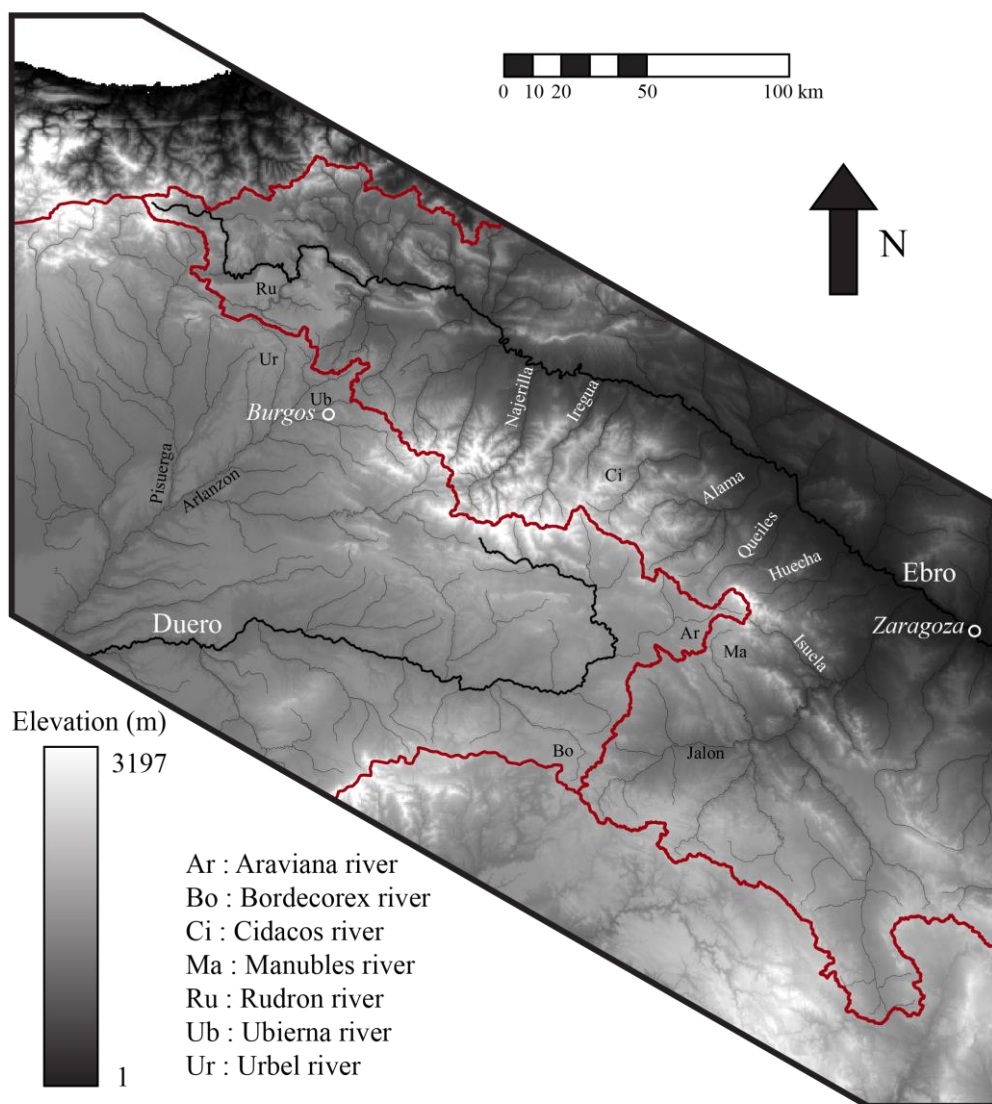 0 10 20 50 100 km
N
Ru
Ur
Ub
Burgos
Najerilla
Iregua
Pisuerga
Arlanzon
Ci
Alama
Queiles
Huecha
Ebro
Zaragoza
Duero
Ar
Ma
Isuela
Bo
Jalon
Elevation (m)
3197
1
Ar : Araviana river
Bo : Bordecorex river
Ci : Cidacos river
Ma : Manubles river
Ru : Rudron river
Ub : Ubierna river
Ur : Urbel river